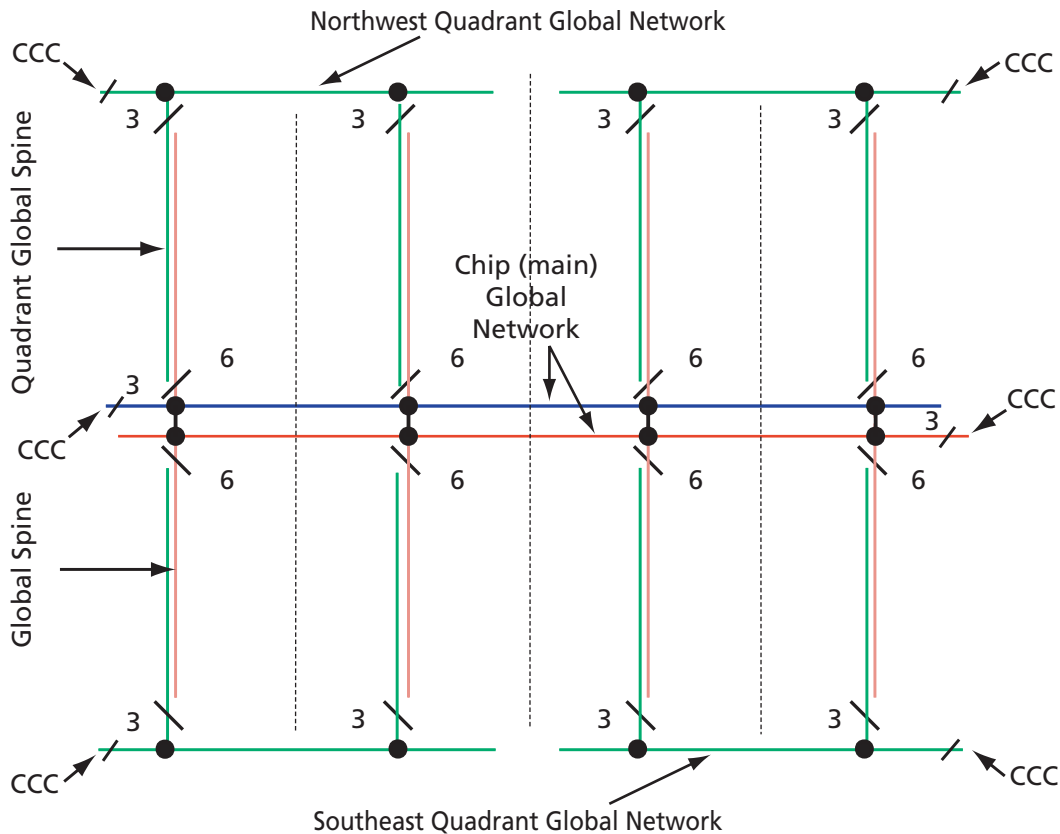 Northwest Quadrant Global Network
CCC
CCC
3
3
3
3
Quadrant Global Spine
Chip (main)
Global
Network
6
6
6
6
3
CCC
3
CCC
6
6
6
6
Global Spine
3
3
3
3
CCC
CCC
Southeast Quadrant Global Network